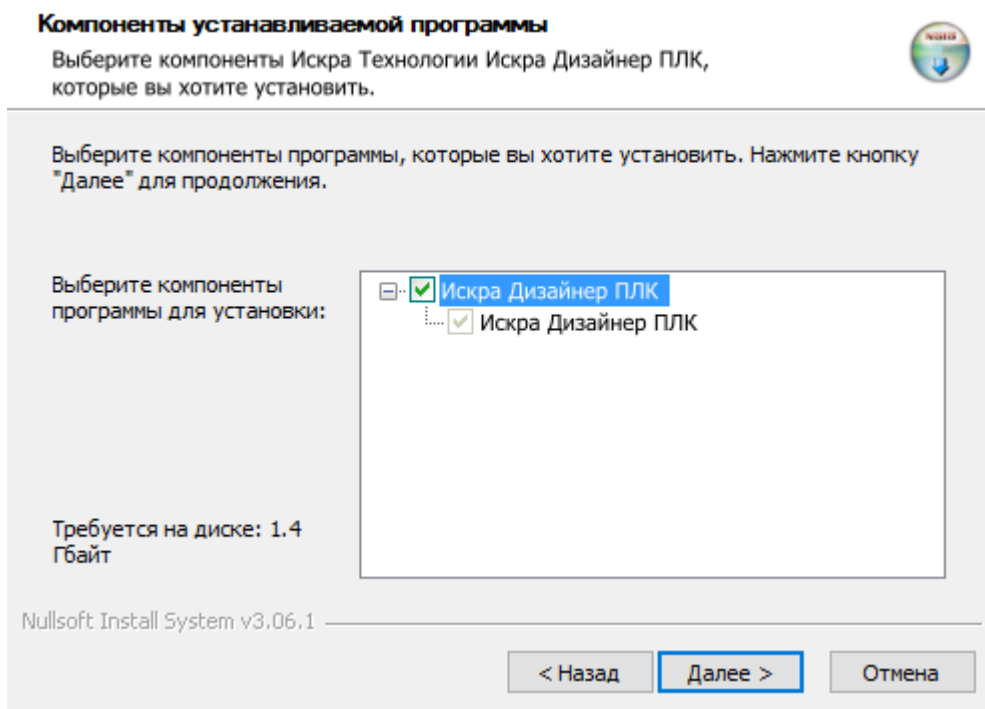 Компоненты устанавливаемой программы
Выберите компоненты Искра Технологии Искра Дизайнер ПЛК,
которые вы хотите установить.
NSIS
Выберите компоненты программы, которые вы хотите установить. Нажмите кнопку
"Далее" для продолжения.
Выберите компоненты
программы для установки:
Искра Дизайнер ПЛК
Искра Дизайнер ПЛК
Требуется на диске: 1.4
Гбайт
Nullsoft Install System v3.06.1
< Назад
Далее >
Отмена